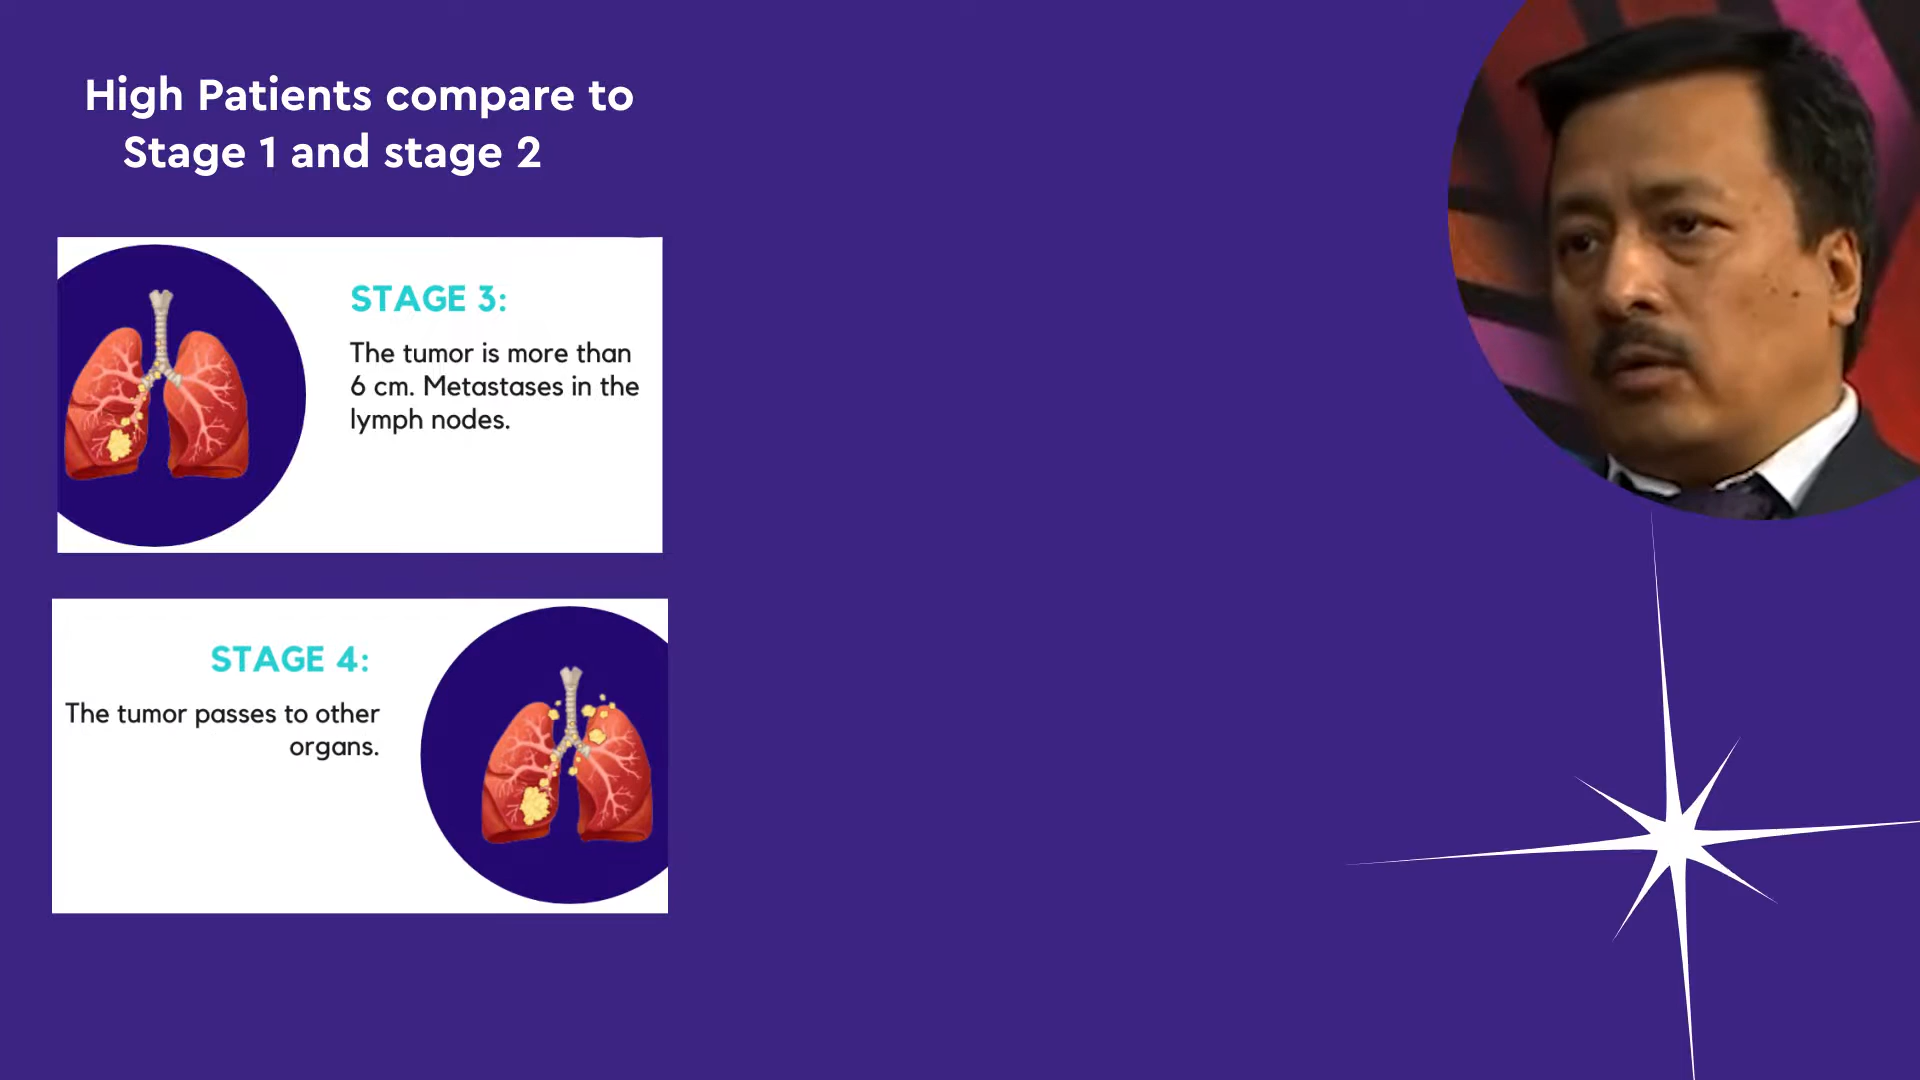 High Patients compare to
Stage 1 and stage 2
STAGE 3:
The tumor is more than
6 cm. Metastases in the
lymph nodes.
STAGE 4:
The tumor passes to other
organs.